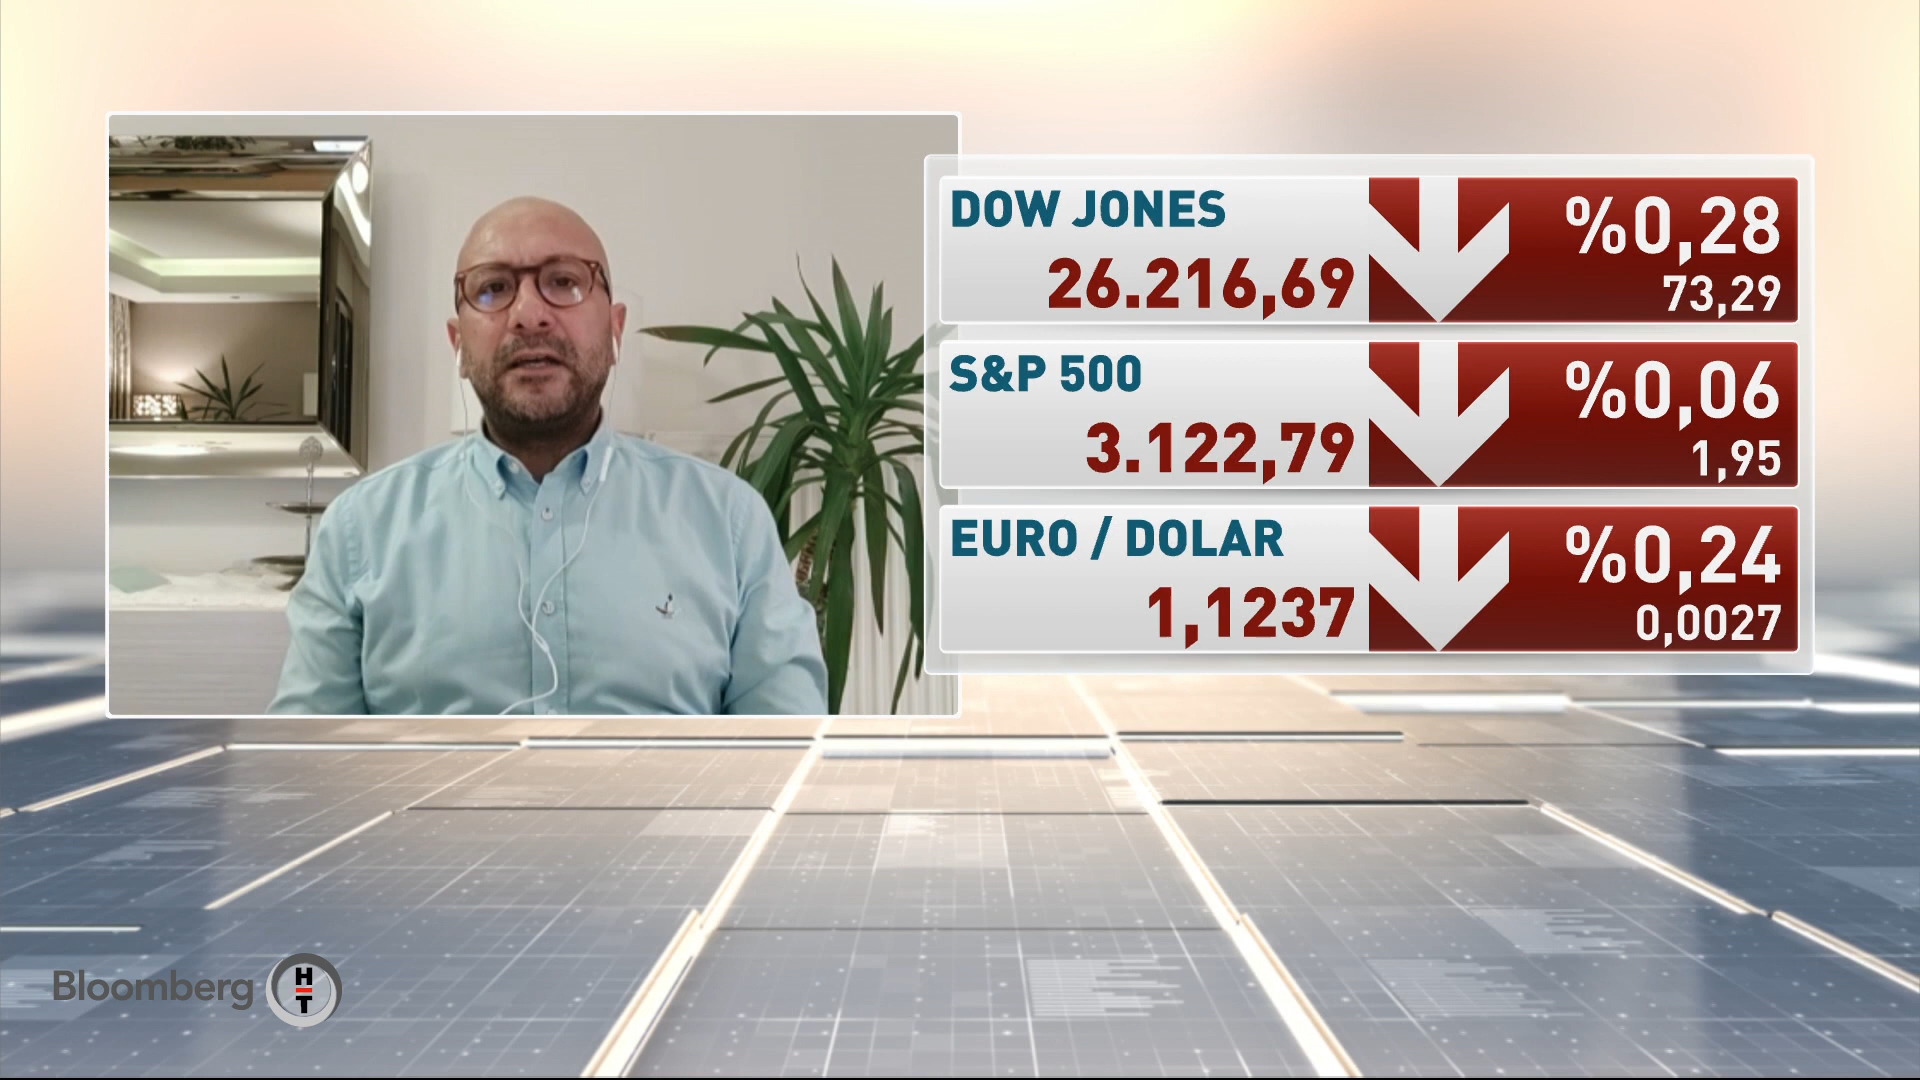 DOW JONES
26.216,69
%0,28
73,29
S&P 500
3.122,79
%0,06
1,95
EURO / DOLAR
1,1237
%0,24
0,0027
Bloomberg HT